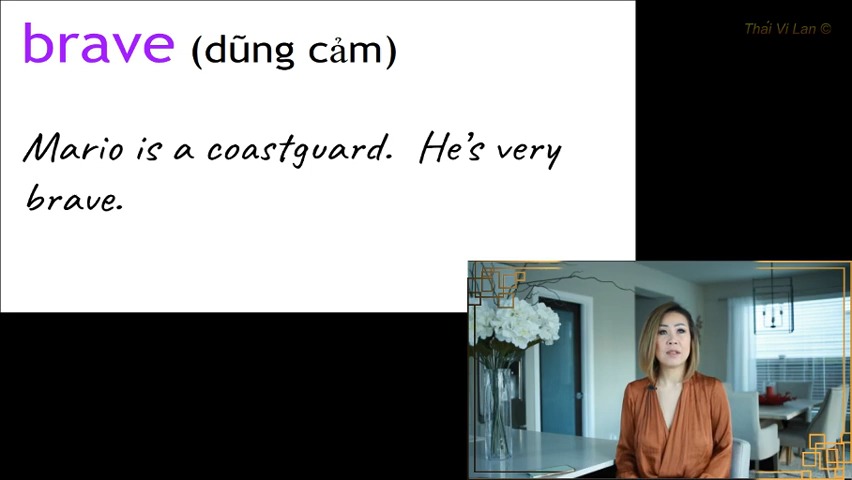 brave (dũng cảm)
Mario is a coastguard. He's very
brave.
Thái Vi Lan ©